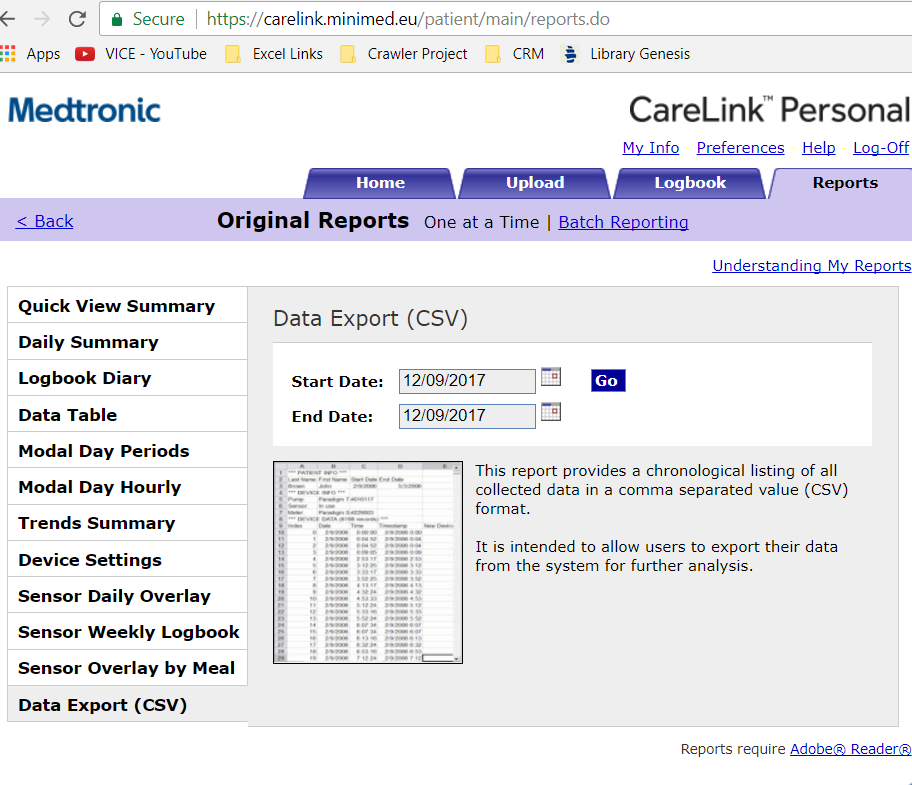 Secure
https://carelink.minimed.eu/patient/main/reports.do
Apps VICE - YouTube Excel Links Crawler Project CRM Library Genesis
Medtronic
CareLink™ Personal
My Info Preferences Help Log-Off
Home Upload Logbook Reports
< Back Original Reports One at a Time | Batch Reporting
Understanding My Reports
Quick View Summary
Daily Summary
Logbook Diary
Data Table
Modal Day Periods
Modal Day Hourly
Trends Summary
Device Settings
Sensor Daily Overlay
Sensor Weekly Logbook
Sensor Overlay by Meal
Data Export (CSV)
Data Export (CSV)
Start Date: 12/09/2017 Go
End Date: 12/09/2017
This report provides a chronological listing of all
collected data in a comma separated value (CSV)
format.
It is intended to allow users to export their data
from the system for further analysis.
Reports require Adobe® Reader®